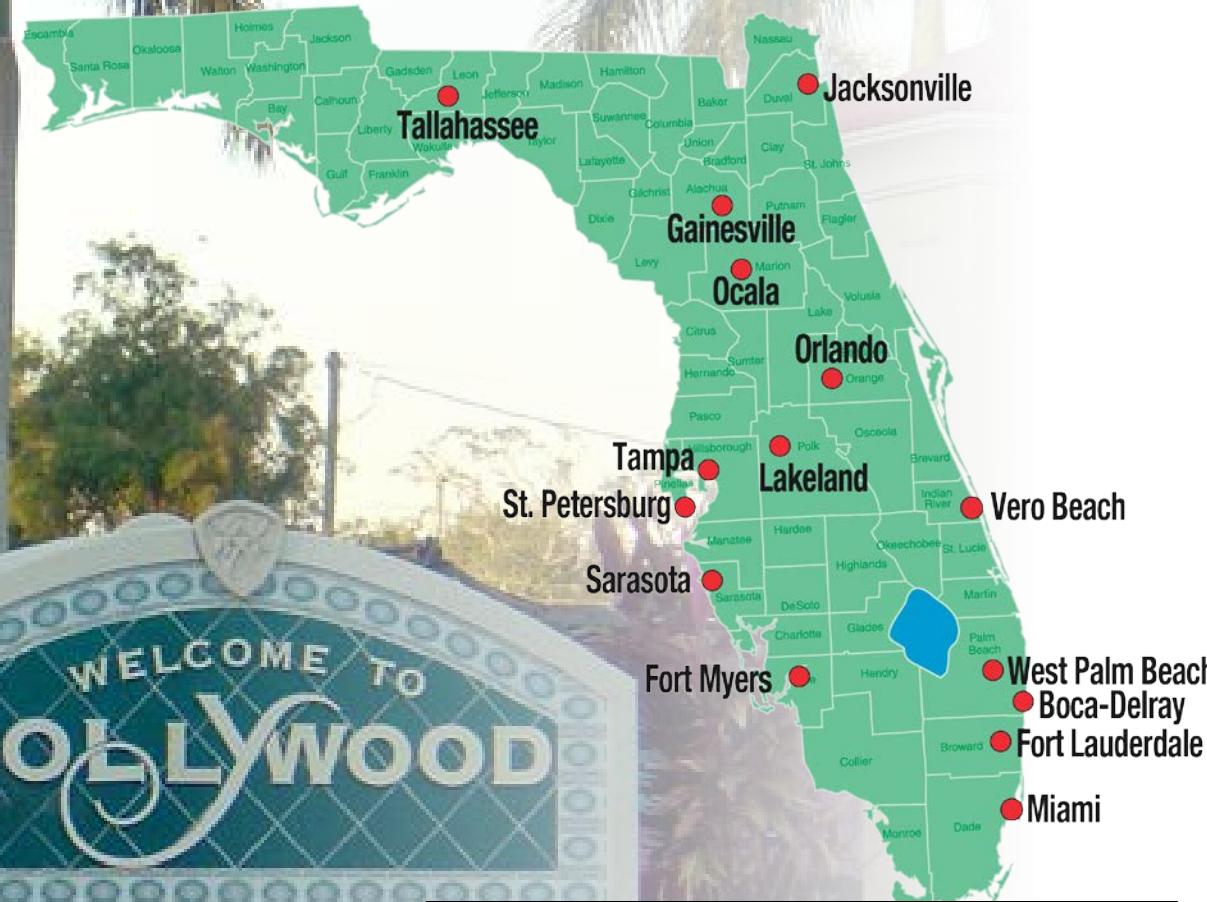 Escambia
Santa Rosa
Okaloosa
Walton
Holmes
Washington
Jackson
Bay
Calhoun
Gulf
Gadsden
Liberty
Franklin
Leon
Wakulla
Jefferson
Madison
Taylor
Hamilton
Suwannee
Lafayette
Columbia
Dixie
Gilchrist
Baker
Union
Bradford
Alachua
Levy
Nassau
Duval
Clay
St. Johns
Putnam
Flagler
Marion
Volusia
Lake
Citrus
Sumter
Hernando
Pasco
Orange
Hillsborough
Pinellas
Polk
Osceola
Brevard
Indian
River
Manatee
Hardee
Okeechobee
St. Lucie
Highlands
Sarasota
DeSoto
Martin
Charlotte
Glades
Palm
Beach
Hendry
Collier
Broward
Monroe
Dade
Tallahassee
Jacksonville
Gainesville
Ocala
Orlando
Tampa
Lakeland
St. Petersburg
Vero Beach
Sarasota
Fort Myers
West Palm Beach
Boca-Delray
Fort Lauderdale
Miami
WELCOME TO
OLLYWOOD